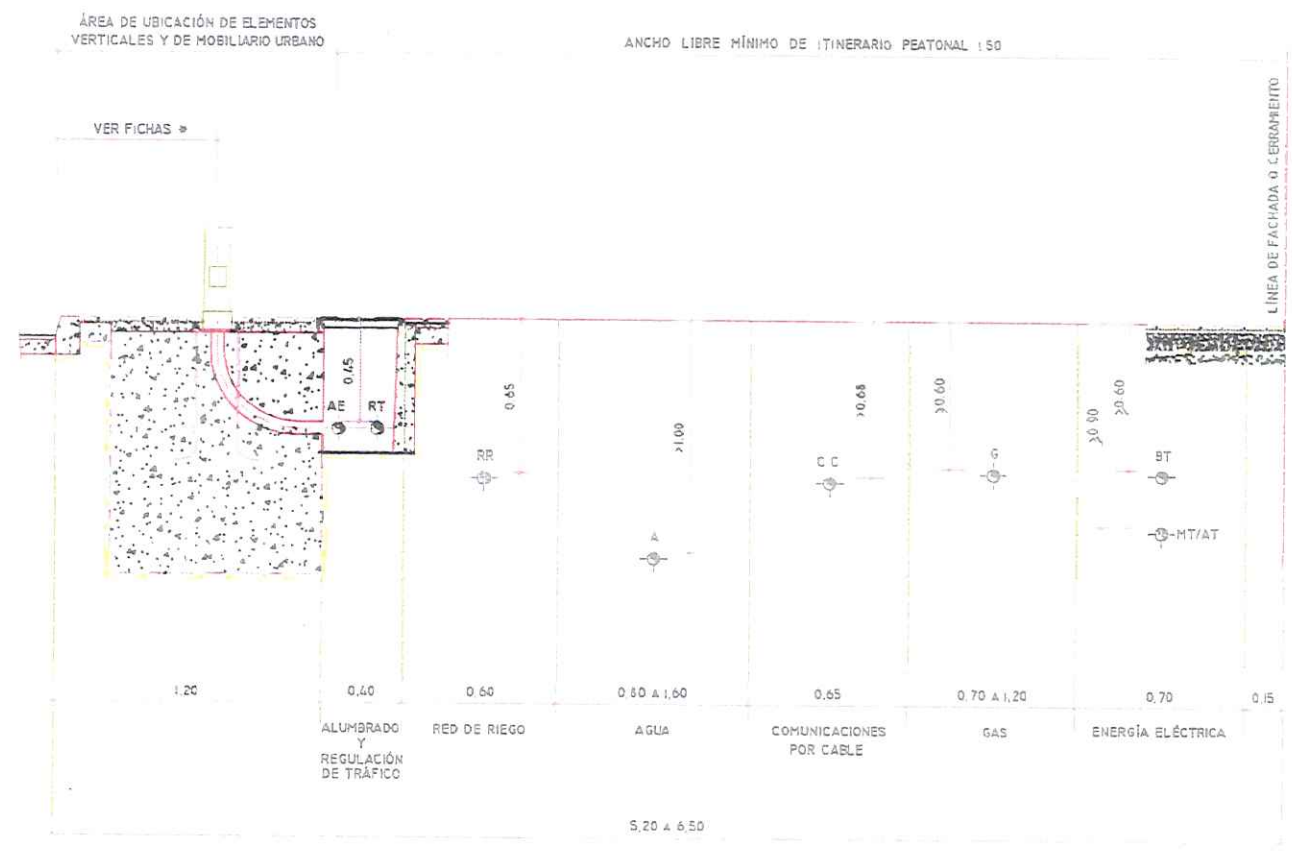 ÁREA DE UBICACIÓN DE ELEMENTOS
VERTICALES Y DE MOBILIARIO URBANO
ANCHO LIBRE MÍNIMO DE ITINERARIO PEATONAL 1.50
VER FICHAS *
LÍNEA DE FACHADA O CERRAMIENTO
0,45
AE RT
0.65
RR
>1.00
A
>0.65
C C
≥0.60
G
≥0.90
≥0.60
BT
MT/AT
1,20
0,40
0.60
0.80 A 1,60
0,65
0,70 A 1,20
0,70
0,15
ALUMBRADO
Y
REGULACIÓN
DE TRÁFICO
RED DE RIEGO
AGUA
COMUNICACIONES
POR CABLE
GAS
ENERGÍA ELÉCTRICA
5,20 A 6,50